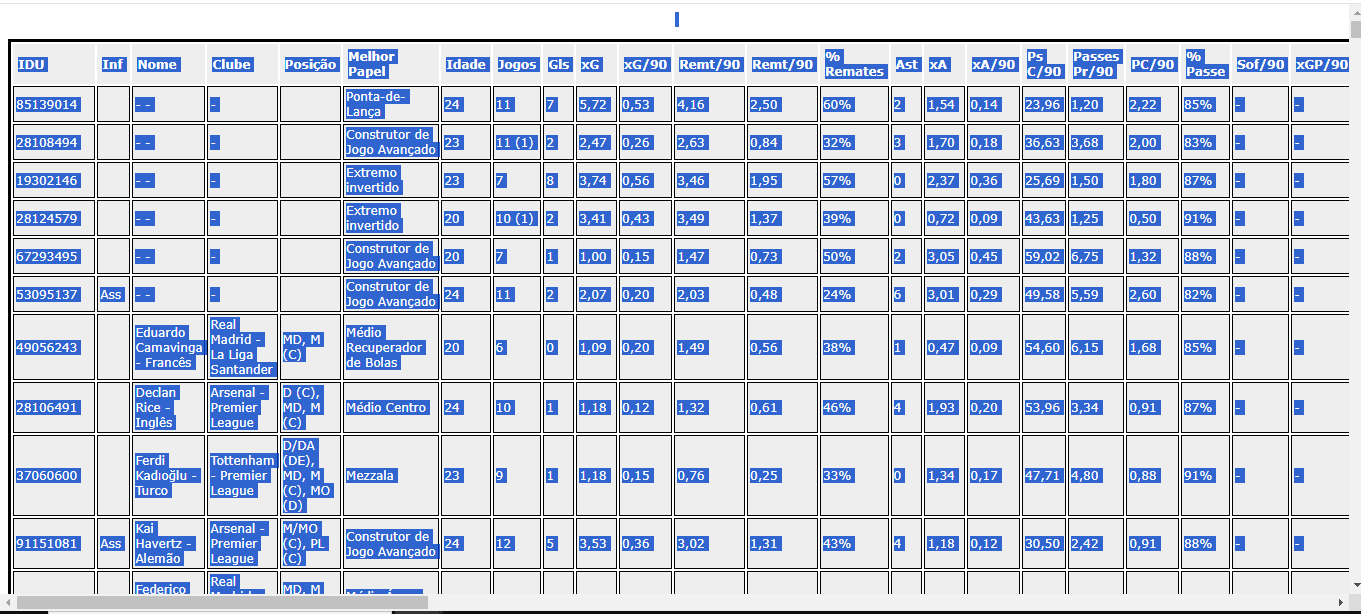 IDU Inf Nome Clube Posição Melhor Papel Idade Jogos Gls xG xG/90 Remt/90 Remt/90 % Remates Ast xA xA/90 Ps C/90 Passes Pr/90 PC/90 % Passe Sof/90 xGP/90
85139014 - - - Ponta-de-Lança 24 11 7 5,72 0,53 4,16 2,50 60% 2 1,54 0,14 23,96 1,20 2,22 85% - -
28108494 - - - Construtor de Jogo Avançado 23 11 (1) 2 2,47 0,26 2,63 0,84 32% 3 1,70 0,18 36,63 3,68 2,00 83% - -
19302146 - - - Extremo invertido 23 7 8 3,74 0,56 3,46 1,95 57% 0 2,37 0,36 25,69 1,50 1,80 87% - -
28124579 - - - Extremo invertido 20 10 (1) 2 3,41 0,43 3,49 1,37 39% 0 0,72 0,09 43,63 1,25 0,50 91% - -
67293495 - - - Construtor de Jogo Avançado 20 7 1 1,00 0,15 1,47 0,73 50% 2 3,05 0,45 59,02 6,75 1,32 88% - -
53095137 Ass - - - Construtor de Jogo Avançado 24 11 2 2,07 0,20 2,03 0,48 24% 6 3,01 0,29 49,58 5,59 2,60 82% - -
49056243 Eduardo Camavinga - Francês Real Madrid - La Liga Santander MD, M (C) Médio Recuperador de Bolas 20 6 0 1,09 0,20 1,49 0,56 38% 1 0,47 0,09 54,60 6,15 1,68 85% - -
28106491 Declan Rice - Inglês Arsenal - Premier League D (C), MD, M (C) Médio Centro 24 10 1 1,18 0,12 1,32 0,61 46% 4 1,93 0,20 53,96 3,34 0,91 87% - -
37060600 Ferdi Kadıoğlu - Turco Tottenham - Premier League D/DA (DE), MD, M (C), MO (D) Mezzala 23 9 1 1,18 0,15 0,76 0,25 33% 0 1,34 0,17 47,71 4,80 0,88 91% - -
91151081 Ass Kai Havertz - Alemão Arsenal - Premier League M/MO (C), PL (C) Construtor de Jogo Avançado 24 12 5 3,53 0,36 3,02 1,31 43% 4 1,18 0,12 30,50 2,42 0,91 88% - -
Federico Real MD, M